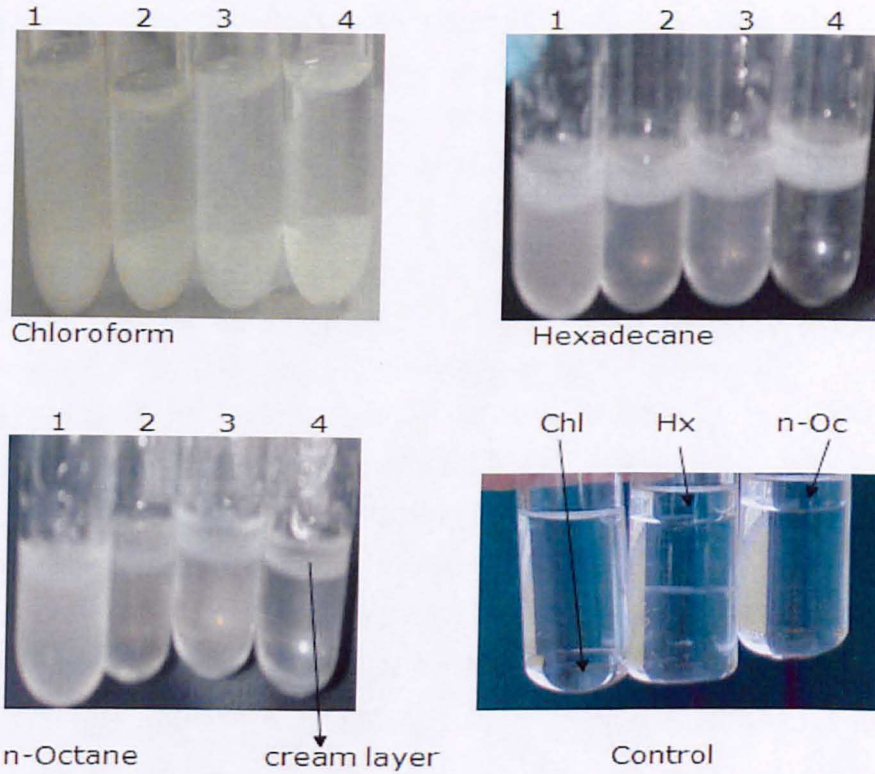 1 2 3 4
1 2 3 4
Chloroform
Hexadecane
1 2 3 4
Chl Hx n-Oc
n-Octane
cream layer
Control